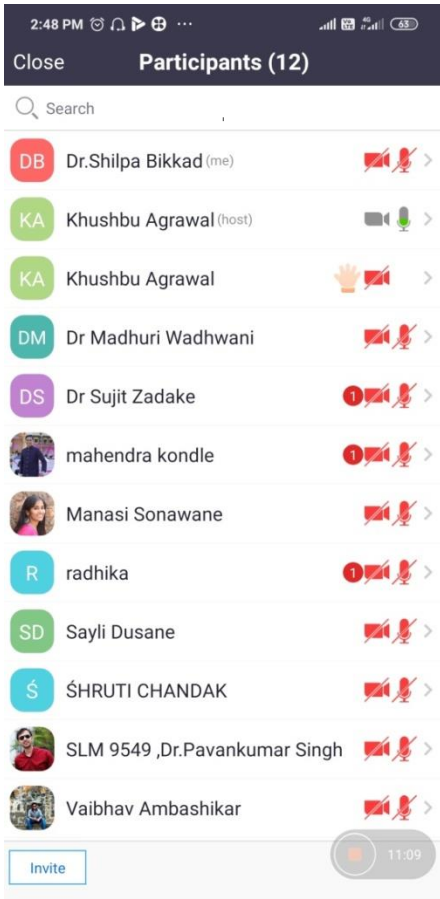 2:48 PM ... 4G 63
Close Participants (12)
Search
DB Dr.Shilpa Bikkad (me)
KA Khushbu Agrawal (host)
KA Khushbu Agrawal
DM Dr Madhuri Wadhwani
DS Dr Sujit Zadake 1
mahendra kondle 1
Manasi Sonawane
R radhika 1
SD Sayli Dusane
Ś ŚHRUTI CHANDAK
SLM 9549 ,Dr.Pavankumar Singh
Vaibhav Ambashikar
Invite 11:09